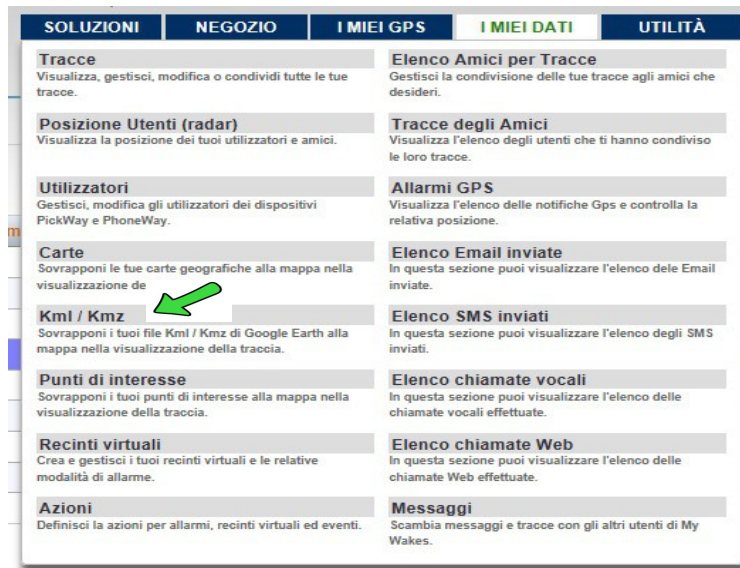 SOLUZIONI NEGOZIO I MIEI GPS I MIEI DATI UTILITÀ
Tracce
Visualizza, gestisci, modifica o condividi tutte le tue
tracce.
Posizione Utenti (radar)
Visualizza la posizione dei tuoi utilizzatori e amici.
Utilizzatori
Gestisci, modifica gli utilizzatori dei dispositivi
PickWay e PhoneWay.
Carte
Sovrapponi le tue carte geografiche alla mappa nella
visualizzazione de
Kml / Kmz
Sovrapponi i tuoi file Kml / Kmz di Google Earth alla
mappa nella visualizzazione della traccia.
Punti di interesse
Sovrapponi i tuoi punti di interesse alla mappa nella
visualizzazione della traccia.
Recinti virtuali
Crea e gestisci i tuoi recinti virtuali e le relative
modalità di allarme.
Azioni
Definisci la azioni per allarmi, recinti virtuali ed eventi.
Elenco Amici per Tracce
Gestisci la condivisione delle tue tracce agli amici che
desideri.
Tracce degli Amici
Visualizza l'elenco degli utenti che ti hanno condiviso
le loro tracce.
Allarmi GPS
Visualizza l'elenco delle notifiche Gps e controlla la
relativa posizione.
Elenco Email inviate
In questa sezione puoi visualizzare l'elenco dele Email
inviate.
Elenco SMS inviati
In questa sezione puoi visualizzare l'elenco degli SMS
inviati.
Elenco chiamate vocali
In questa sezione puoi visualizzare l'elenco delle
chiamate vocali effettuate.
Elenco chiamate Web
In questa sezione puoi visualizzare l'elenco delle
chiamate Web effettuate.
Messaggi
Scambia messaggi e tracce con gli altri utenti di My
Wakes.